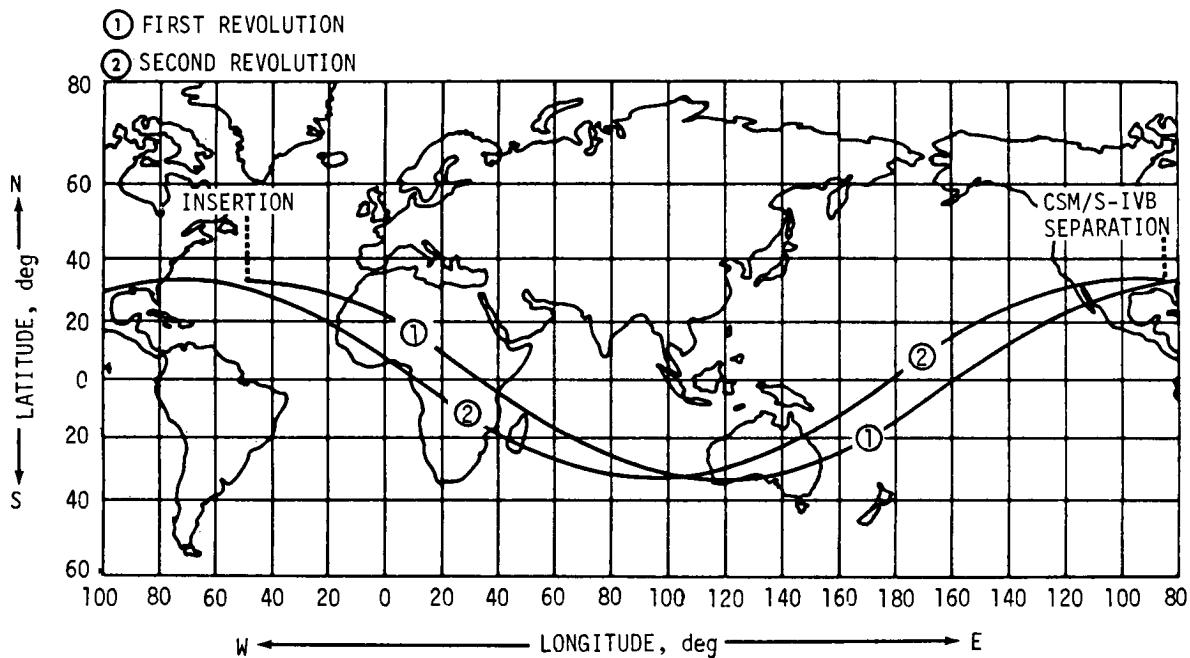 ① FIRST REVOLUTION
② SECOND REVOLUTION
80
N
60
INSERTION
CSM/S-IVB
SEPARATION
40
20
①
②
0
②
①
20
40
S
60
LATITUDE, deg
100 80 60 40 20 0 20 40 60 80 100 120 140 160 180 160 140 120 100 80
W LONGITUDE, deg E